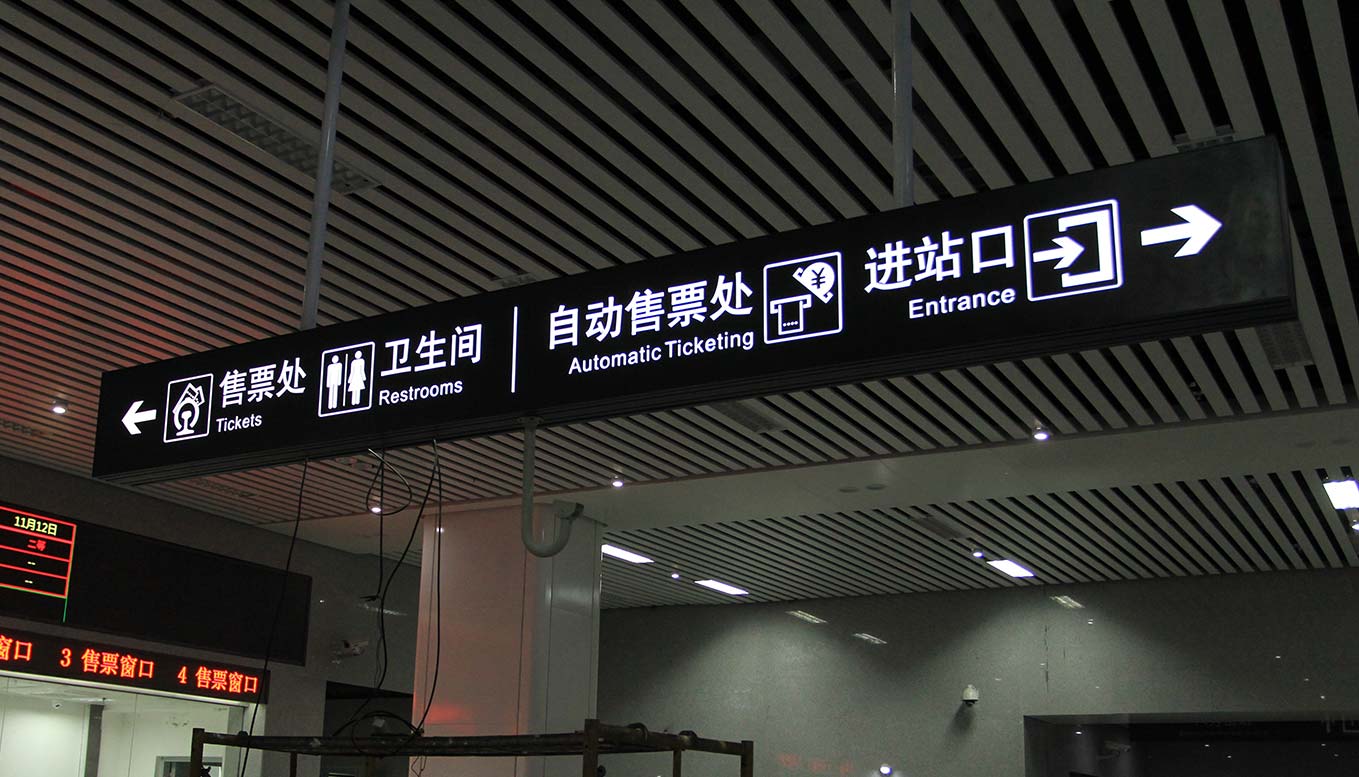 售票处
Tickets
卫生间
Restrooms
自动售票处
Automatic Ticketing
¥
进站口
Entrance
11月12日
二等
--
--
窗口 3 售票窗口 4 售票窗口